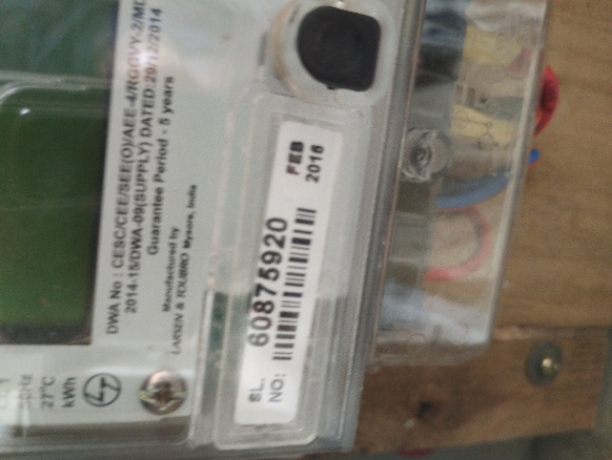 DWA No : CESC/CEE/SEE(O)/AEE-4/RGGVY-2/MD
2014-15/DWA-09(SUPPLY) DATED:20/12/2014
Guarantee Period - 5 years
Manufactured by
LARSEN & TOUBRO Mysore, India
27°C
kWh
SL. NO: 60875920
FEB
2016